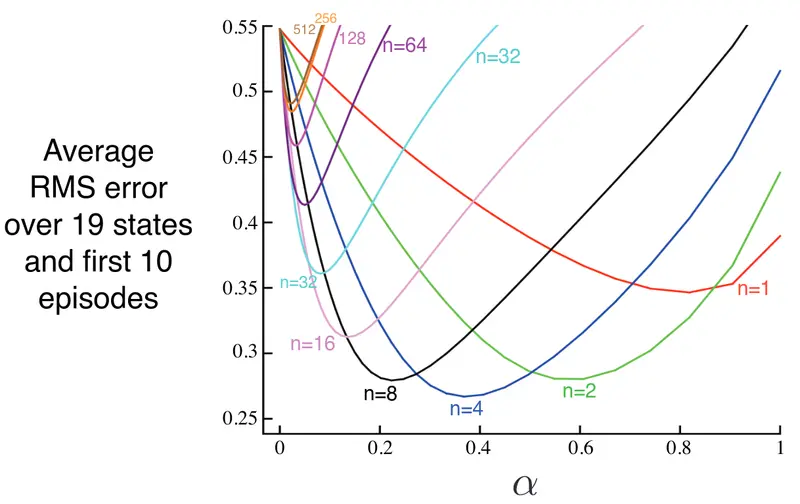 Average
RMS error
over 19 states
and first 10
episodes
0.55
0.5
0.45
0.4
0.35
0.3
0.25
256
512
128
n=64
n=32
n=32
n=16
n=8
n=4
n=2
n=1
0 0.2 0.4 0.6 0.8 1
α